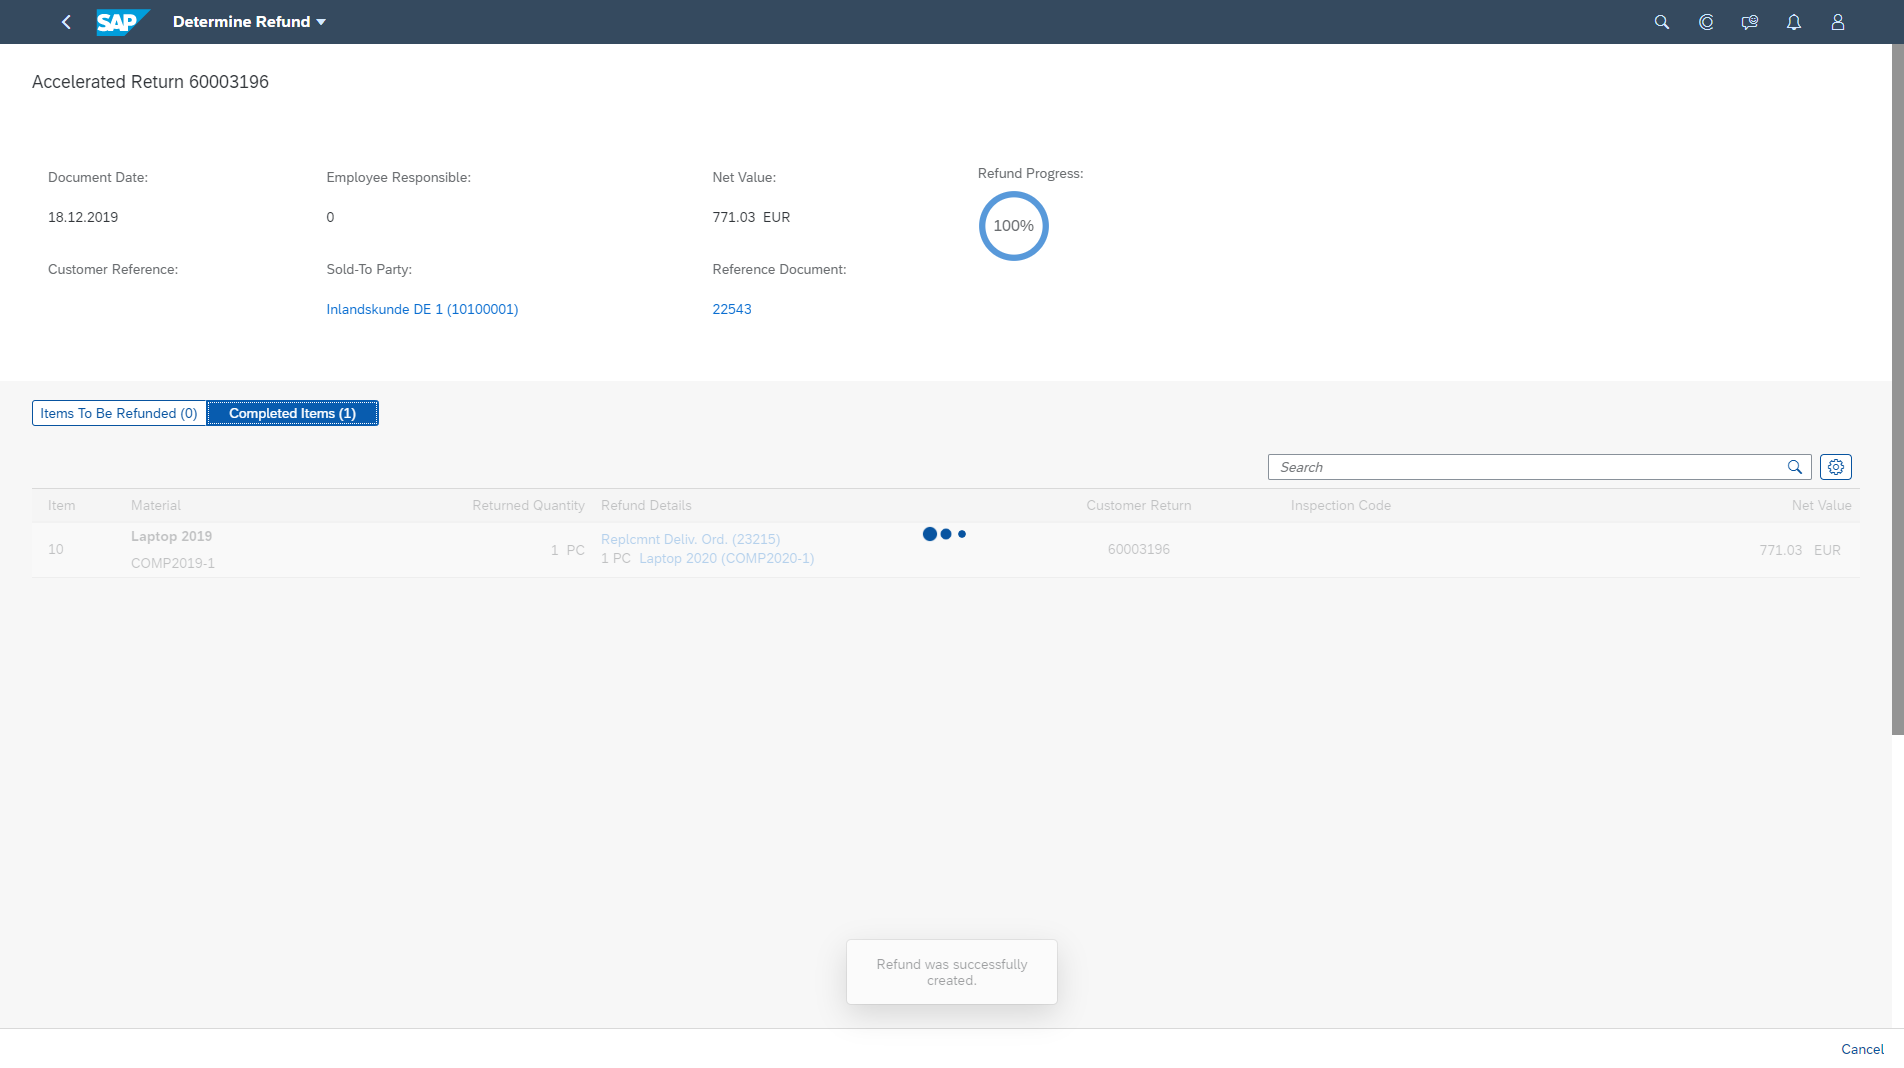 SAP Determine Refund
Accelerated Return 60003196
Document Date: Employee Responsible: Net Value: Refund Progress:
18.12.2019 0 771.03 EUR 100%
Customer Reference: Sold-To Party: Reference Document:
Inlandskunde DE 1 (10100001) 22543
Items To Be Refunded (0) Completed Items (1)
Search
Item Material Returned Quantity Refund Details Customer Return Inspection Code Net Value
10 Laptop 2019 1 PC Replcmnt Deliv. Ord. (23215) 60003196 771.03 EUR
COMP2019-1 1 PC Laptop 2020 (COMP2020-1)
Refund was successfully
created.
Cancel